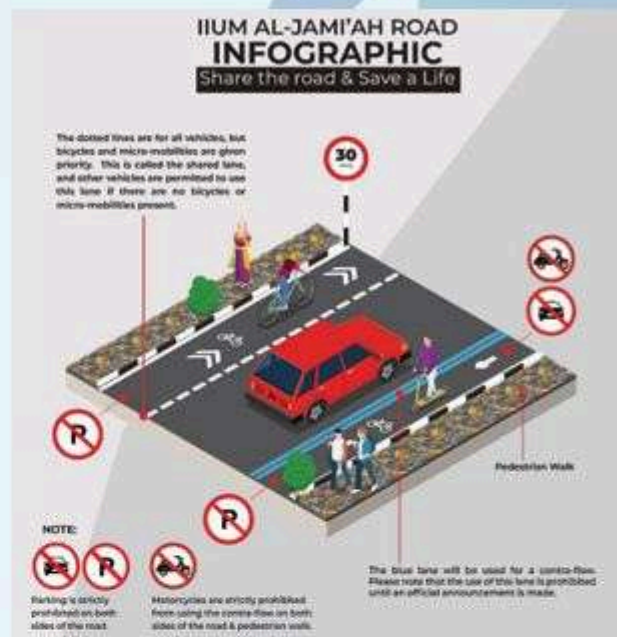 IIUM AL-JAMI'AH ROAD
INFOGRAPHIC
Share the road & Save a Life
The dotted lines are for all vehicles, but
bicycles and micro-mobilities are given
priority. This is called the shared lane,
and other vehicles are permitted to use
this lane if there are no bicycles or
micro-mobilities present.
30
P
P
Pedestrian Walk
NOTE:
P
Parking is strictly
prohibited on both
sides of the road
Motorcycles are strictly prohibited
from using the contra-flow on both
sides of the road & pedestrian walk.
The blue lane will be used for a contra-flow.
Please note that the use of this lane is prohibited
until an official announcement is made.